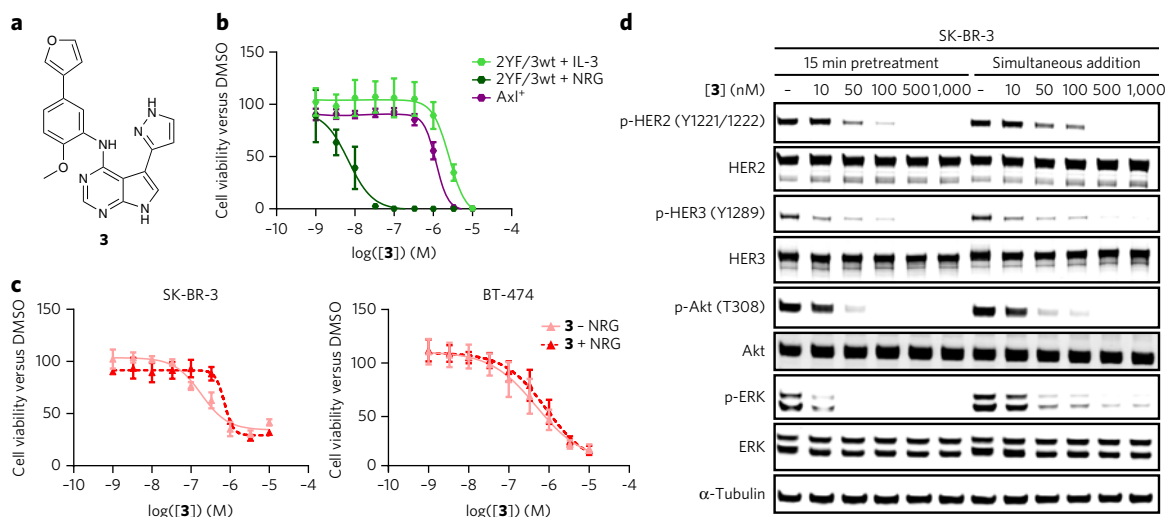 a
O
NH
O
N
N
N
H
H
N
N
3
b
Cell viability versus DMSO
150
100
50
0
–10
–9
–8
–7
–6
–5
–4
log([3]) (M)
2YF/3wt + IL-3
2YF/3wt + NRG
Axl+
c
SK-BR-3
Cell viability versus DMSO
150
100
50
0
–10
–9
–8
–7
–6
–5
–4
log([3]) (M)
BT-474
Cell viability versus DMSO
150
100
50
0
–10
–9
–8
–7
–6
–5
–4
log([3]) (M)
3 – NRG
3 + NRG
d
SK-BR-3
15 min pretreatment Simultaneous addition
[3] (nM) – 10 50 100 500 1,000 – 10 50 100 500 1,000
p-HER2 (Y1221/1222)
HER2
p-HER3 (Y1289)
HER3
p-Akt (T308)
Akt
p-ERK
ERK
α-Tubulin